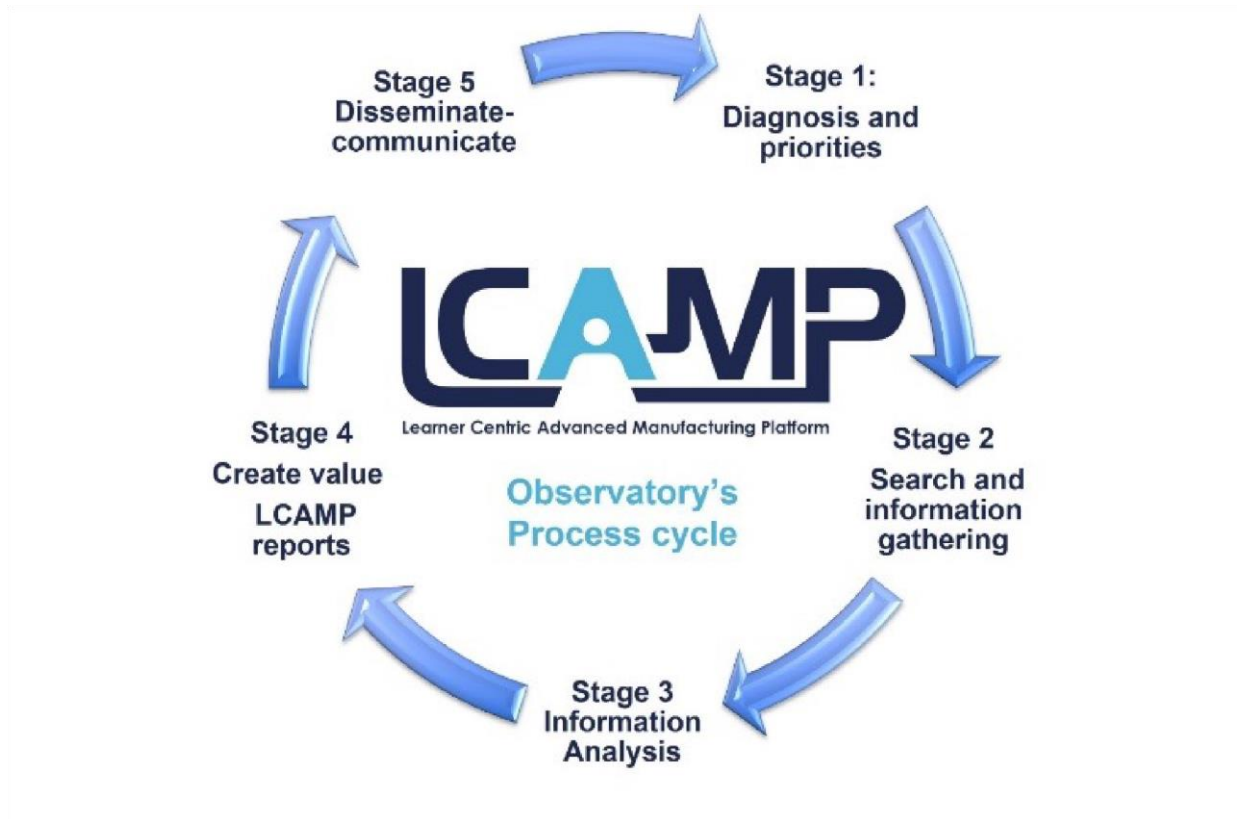 Stage 1:
Diagnosis and
priorities
Stage 2
Search and
information
gathering
Stage 3
Information
Analysis
Stage 4
Create value
LCAMP
reports
Stage 5
Disseminate-
communicate
LCAMP
Learner Centric Advanced Manufacturing Platform
Observatory's
Process cycle